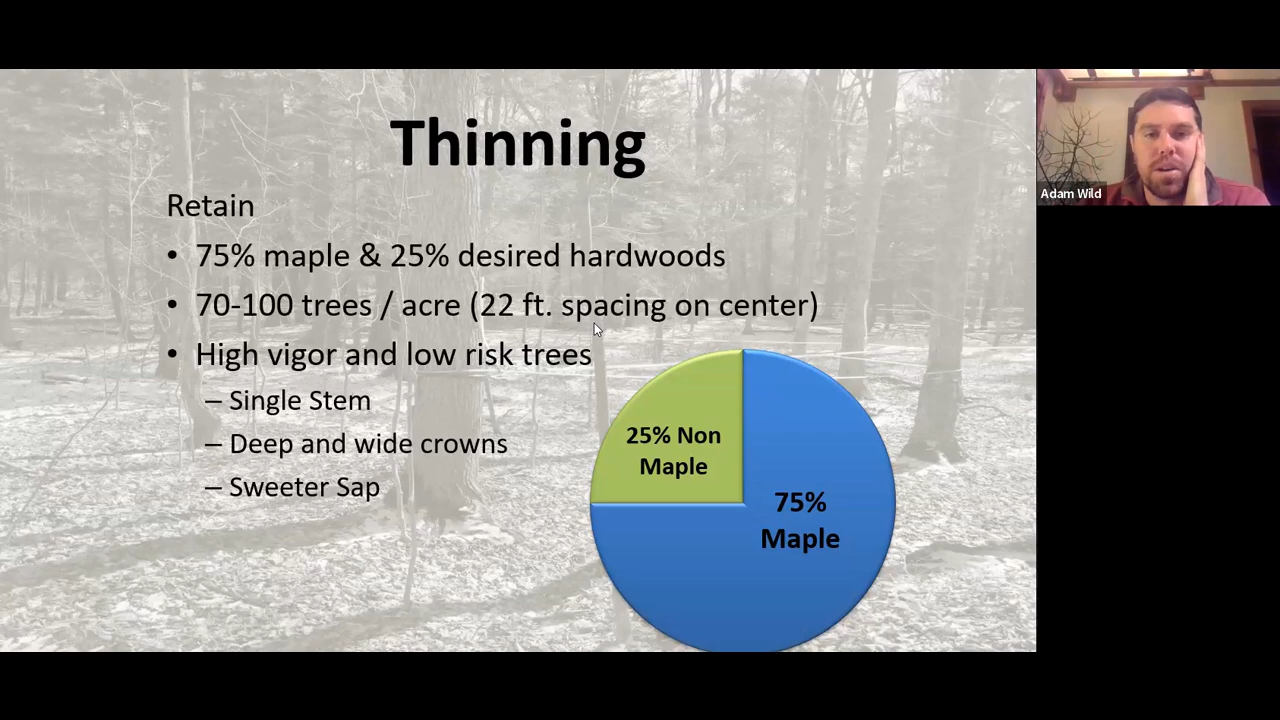 Thinning
Retain
• 75% maple & 25% desired hardwoods
• 70-100 trees / acre (22 ft. spacing on center)
• High vigor and low risk trees
– Single Stem
– Deep and wide crowns
– Sweeter Sap
25% Non
Maple
75%
Maple
Adam Wild